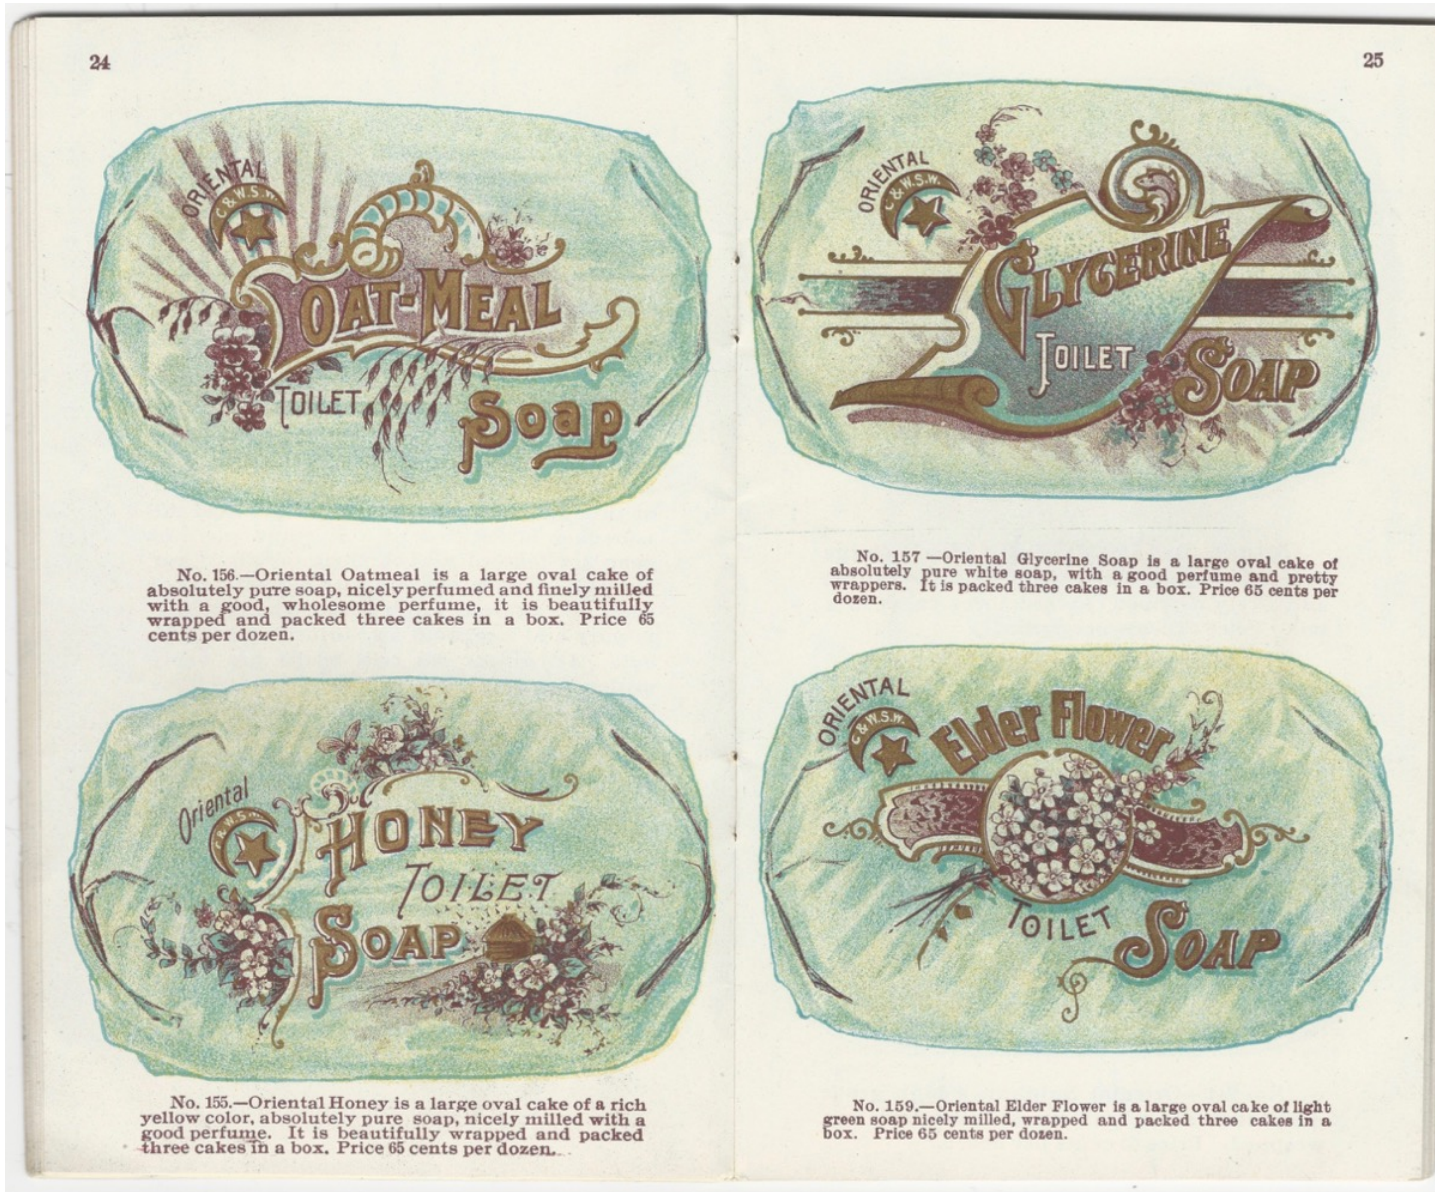 24
ORIENTAL
C & W.S.W.
OAT-MEAL
TOILET
Soap
No. 156.—Oriental Oatmeal is a large oval cake of
absolutely pure soap, nicely perfumed and finely milled
with a good, wholesome perfume, it is beautifully
wrapped and packed three cakes in a box. Price 65
cents per dozen.
Oriental
C & W.S.W.
HONEY
TOILET
SOAP
No. 155.—Oriental Honey is a large oval cake of a rich
yellow color, absolutely pure soap, nicely milled with a
good perfume. It is beautifully wrapped and packed
three cakes in a box. Price 65 cents per dozen.
25
ORIENTAL
C & W.S.W.
GLYCERINE
TOILET
SOAP
No. 157 —Oriental Glycerine Soap is a large oval cake of
absolutely pure white soap, with a good perfume and pretty
wrappers. It is packed three cakes in a box. Price 65 cents per
dozen.
ORIENTAL
C & W.S.W.
Elder Flower
TOILET
SOAP
No. 159.—Oriental Elder Flower is a large oval cake of light
green soap nicely milled, wrapped and packed three cakes in a
box. Price 65 cents per dozen.